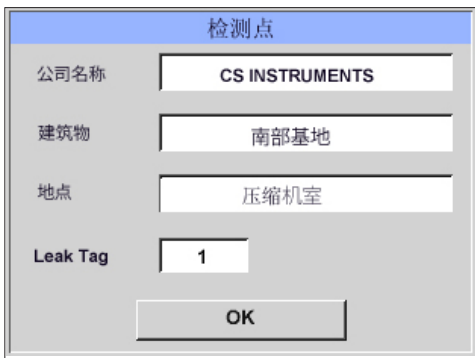 检测点
公司名称 CS INSTRUMENTS
建筑物 南部基地
地点 压缩机室
Leak Tag 1
OK